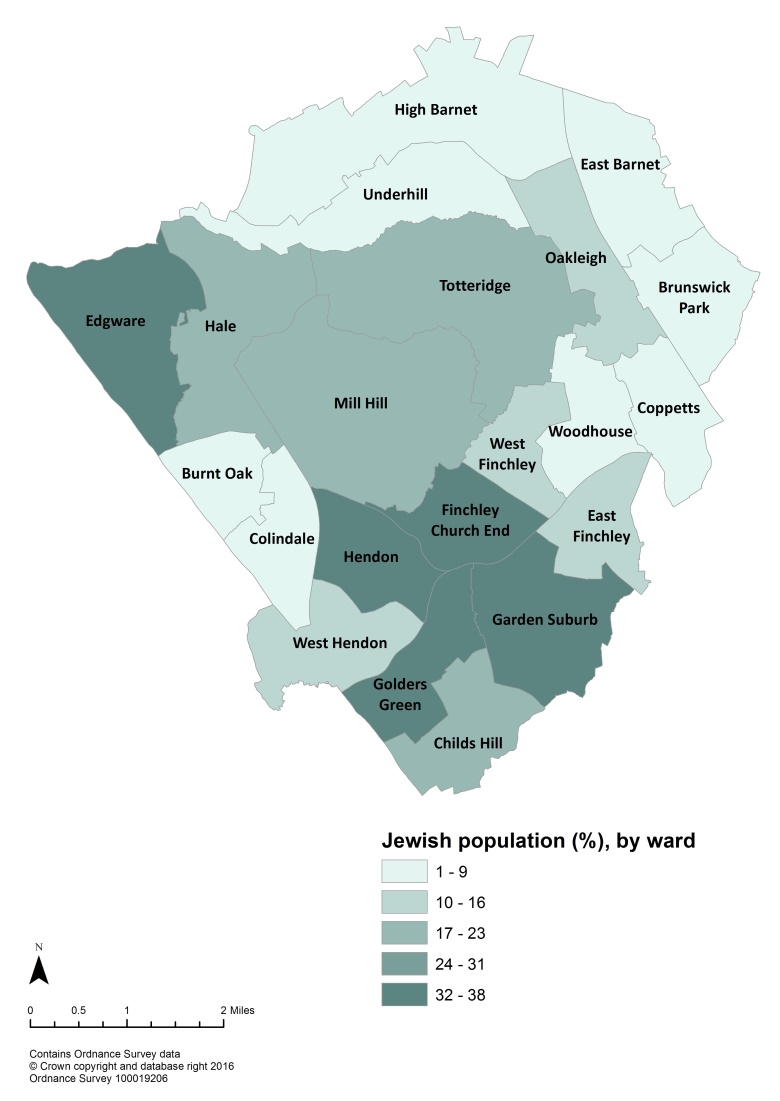 High Barnet
East Barnet
Underhill
Oakleigh
Totteridge
Brunswick
Park
Edgware
Hale
Mill Hill
Coppetts
Woodhouse
West
Finchley
Burnt Oak
Finchley
Church End
East
Finchley
Colindale
Hendon
Garden Suburb
West Hendon
Golders
Green
Childs Hill
Jewish population (%), by ward
1 - 9
10 - 16
17 - 23
24 - 31
32 - 38
N
0 0.5 1 2 Miles
Contains Ordnance Survey data
© Crown copyright and database right 2016
Ordnance Survey 100019206